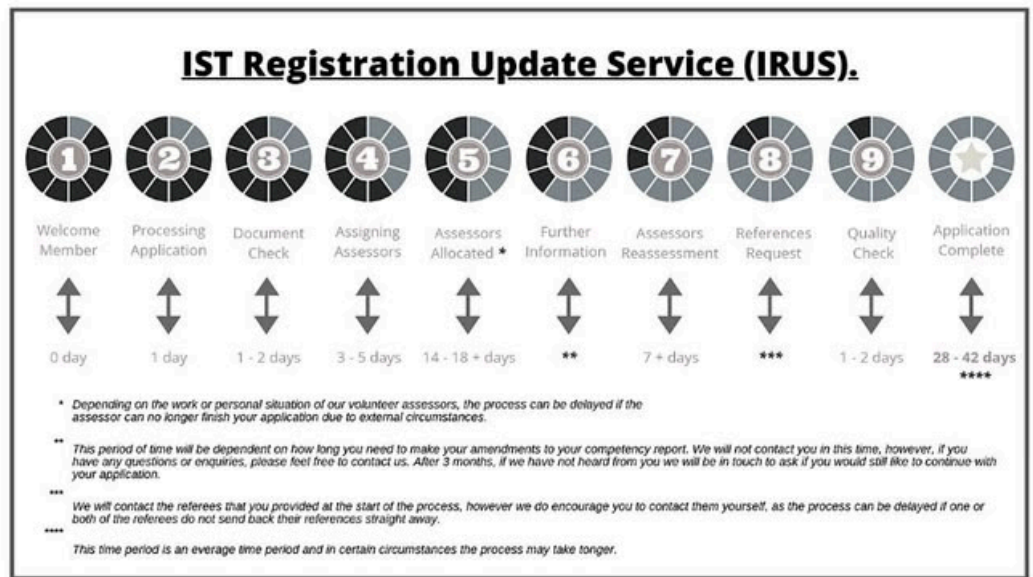 IST Registration Update Service (IRUS).
1 2 3 4 5 6 7 8 9
Welcome Member
Processing Application
Document Check
Assigning Assessors
Assessors Allocated *
Further Information
Assessors Reassessment
References Request
Quality Check
Application Complete
0 day
1 day
1 - 2 days
3 - 5 days
14 - 18 + days
**
7 + days
***
1 - 2 days
28 - 42 days
****
* Depending on the work or personal situation of our volunteer assessors, the process can be delayed if the
assessor can no longer finish your application due to external circumstances.
**
This period of time will be dependent on how long you need to make your amendments to your competency report. We will not contact you in this time, however, if you
have any questions or enquiries, please feel free to contact us. After 3 months, if we have not heard from you we will be in touch to ask if you would still like to continue with
your application.
***
We will contact the referees that you provided at the start of the process, however we do encourage you to contact them yourself, as the process can be delayed if one or
both of the referees do not send back their references straight away.
****
This time period is an everage time period and in certain circumstances the process may take tonger.